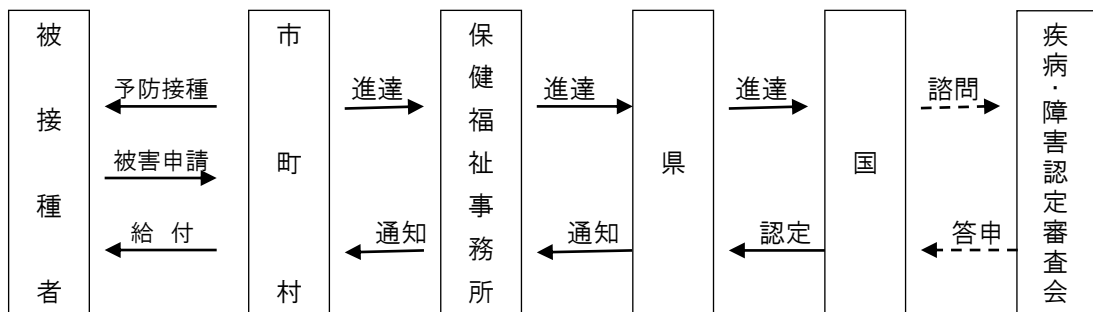 被接種者
予防接種
被害申請
給　付
市町村
進達
通知
保健福祉事務所
進達
通知
県
進達
認定
国
諮問
答申
疾病・障害認定審査会